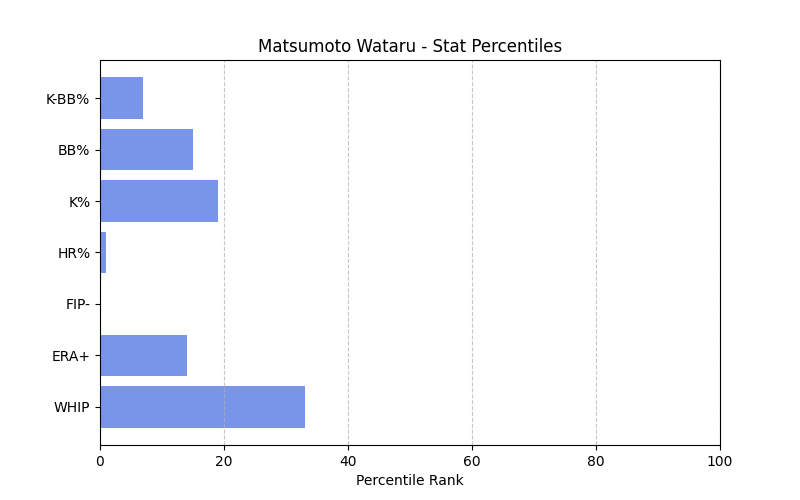 Matsumoto Wataru - Stat Percentiles
K-BB%
BB%
K%
HR%
FIP-
ERA+
WHIP
0 20 40 60 80 100
Percentile Rank